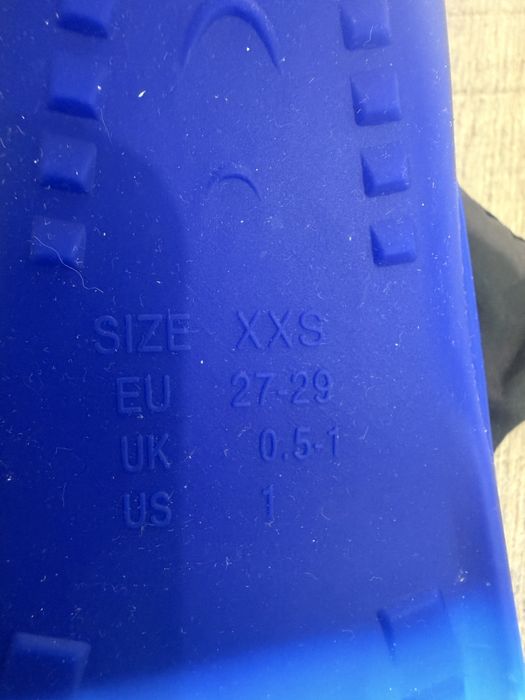 SIZE XXS
EU 27-29
UK 0.5-1
US 1